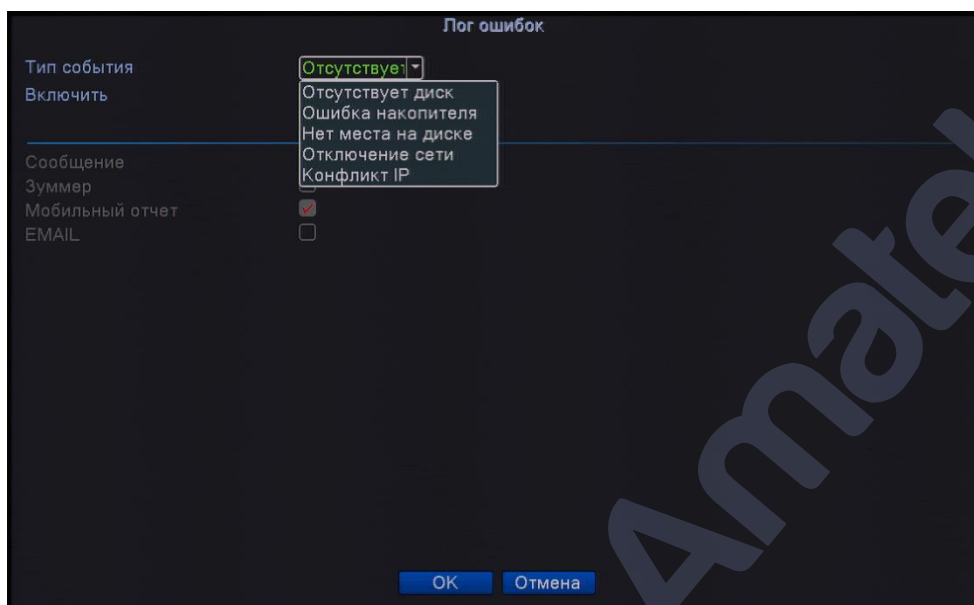 Лог ошибок
Тип события Отсутствует
Включить
Отсутствует диск
Ошибка накопителя
Нет места на диске
Отключение сети
Конфликт IP
Сообщение
Зуммер
Мобильный отчет
EMAIL
OK Отмена
Amate